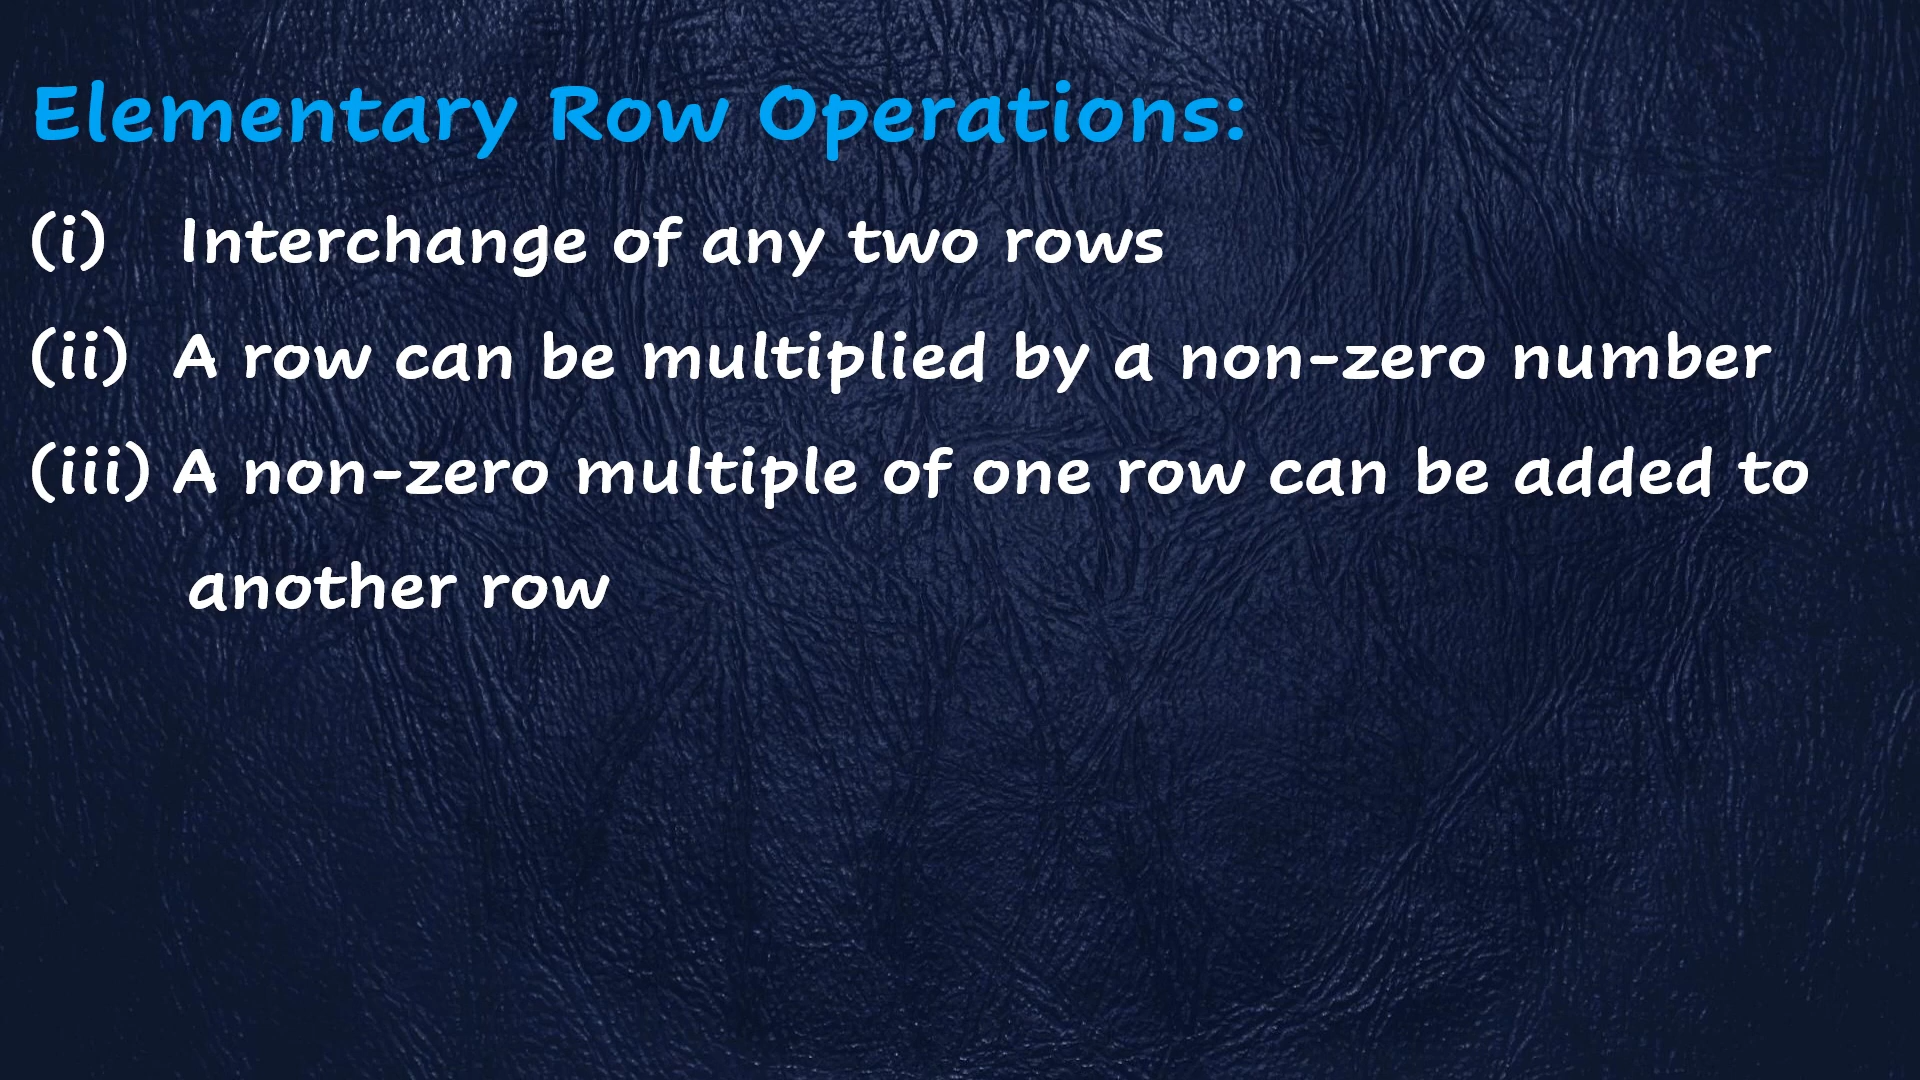 Elementary Row Operations:
(i) Interchange of any two rows
(ii) A row can be multiplied by a non-zero number
(iii) A non-zero multiple of one row can be added to
another row